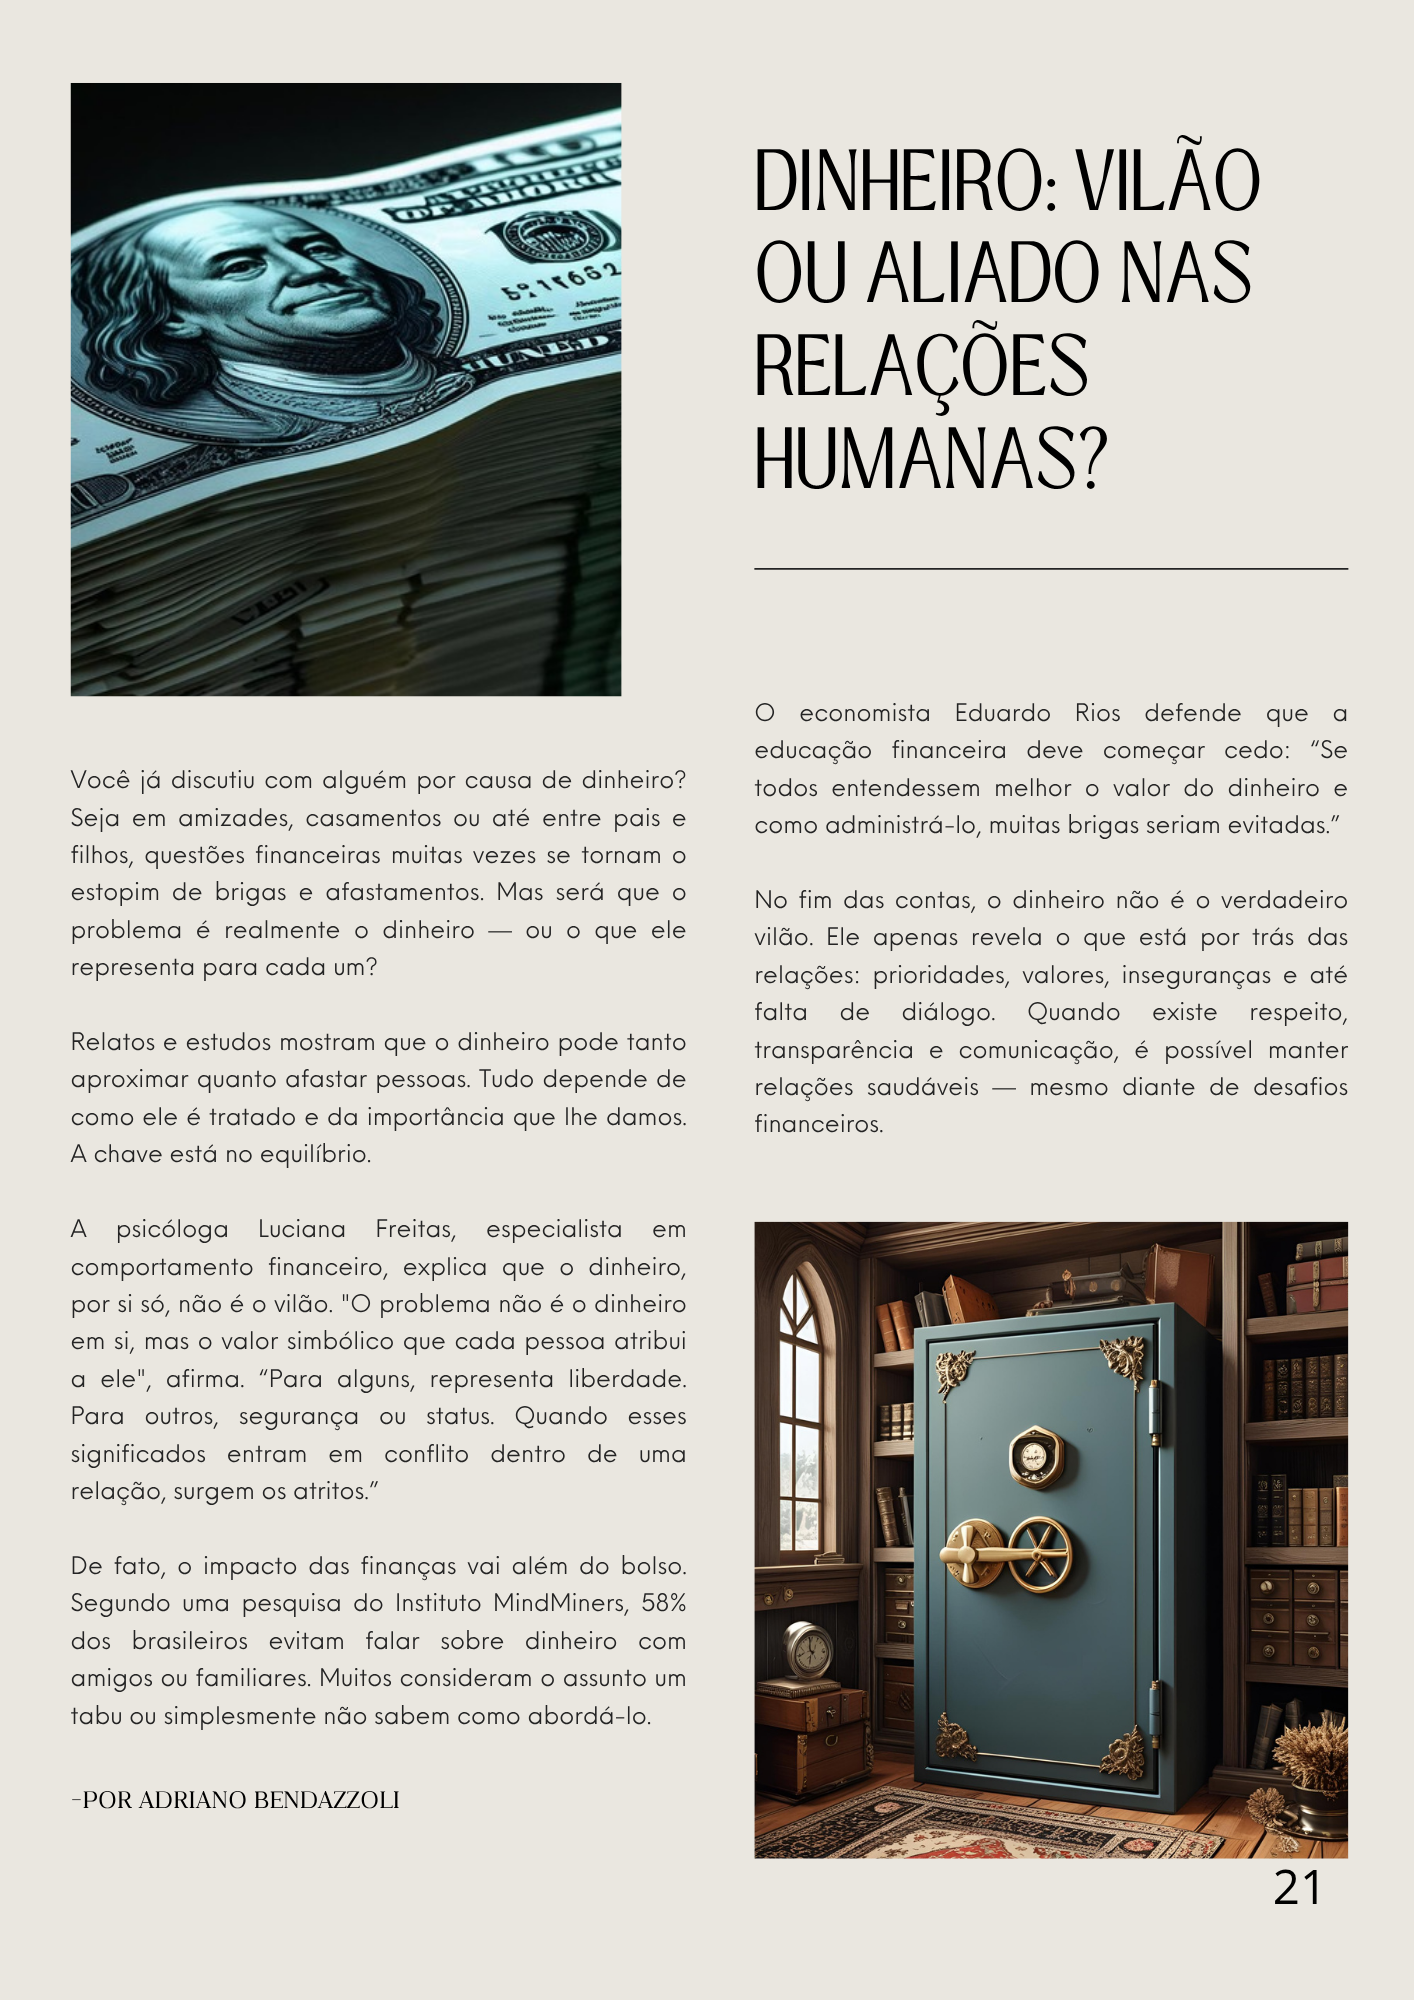 DINHEIRO: VILÃO
OU ALIADO NAS
RELAÇÕES
HUMANAS?
Você já discutiu com alguém por causa de dinheiro?
Seja em amizades, casamentos ou até entre pais e
filhos, questões financeiras muitas vezes se tornam o
estopim de brigas e afastamentos. Mas será que o
problema é realmente o dinheiro — ou o que ele
representa para cada um?
Relatos e estudos mostram que o dinheiro pode tanto
aproximar quanto afastar pessoas. Tudo depende de
como ele é tratado e da importância que lhe damos.
A chave está no equilíbrio.
A psicóloga Luciana Freitas, especialista em
comportamento financeiro, explica que o dinheiro,
por si só, não é o vilão. "O problema não é o dinheiro
em si, mas o valor simbólico que cada pessoa atribui
a ele", afirma. “Para alguns, representa liberdade.
Para outros, segurança ou status. Quando esses
significados entram em conflito dentro de uma
relação, surgem os atritos.”
De fato, o impacto das finanças vai além do bolso.
Segundo uma pesquisa do Instituto MindMiners, 58%
dos brasileiros evitam falar sobre dinheiro com
amigos ou familiares. Muitos consideram o assunto um
tabu ou simplesmente não sabem como abordá-lo.
-POR ADRIANO BENDAZZOLI
O economista Eduardo Rios defende que a
educação financeira deve começar cedo: “Se
todos entendessem melhor o valor do dinheiro e
como administrá-lo, muitas brigas seriam evitadas.”
No fim das contas, o dinheiro não é o verdadeiro
vilão. Ele apenas revela o que está por trás das
relações: prioridades, valores, inseguranças e até
falta de diálogo. Quando existe respeito,
transparência e comunicação, é possível manter
relações saudáveis — mesmo diante de desafios
financeiros.
21